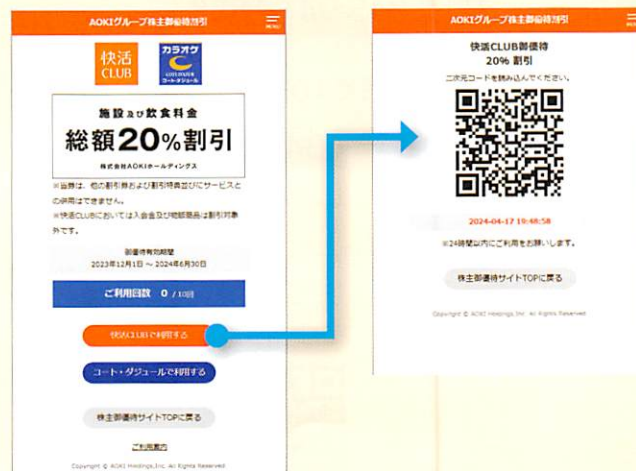 AOKIグループ株主御優待割引
MENU
快活
CLUB
カラオケ
コート・ダジュール
施設及び飲食料金
総額20%割引
株式会社AOKIホールディングス
※当券は、他の割引券および割引特典並びにサービスと
の併用はできません。
※快活CLUBにおいては入会金及び物販商品は割引対象
外です。
御優待有効期間
2023年12月1日 ～ 2024年6月30日
ご利用回数 0 / 10回
快活CLUBで利用する
コート・ダジュールで利用する
株主御優待サイトTOPに戻る
ご利用案内
Copyright © AOKI Holdings,Inc. All Rights Reserved
AOKIグループ株主御優待割引
快活CLUB御優待
20% 割引
二次元コードを読み込んでください。
2024-04-17 19:48:58
※24時間以内にご利用をお願いします。
株主御優待サイトTOPに戻る
Copyright © AOKI Holdings,Inc. All Rights Reserved